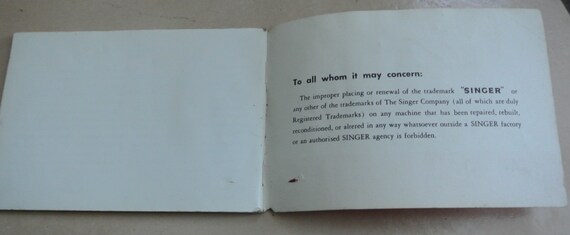 To all whom it may concern:
The improper placing or renewal of the trademark "SINGER" or
any other of the trademarks of The Singer Company (all of which are duly
Registered Trademarks) on any machine that has been repaired, rebuilt,
reconditioned, or altered in any way whatsoever outside a SINGER factory
or an authorised SINGER agency is forbidden.